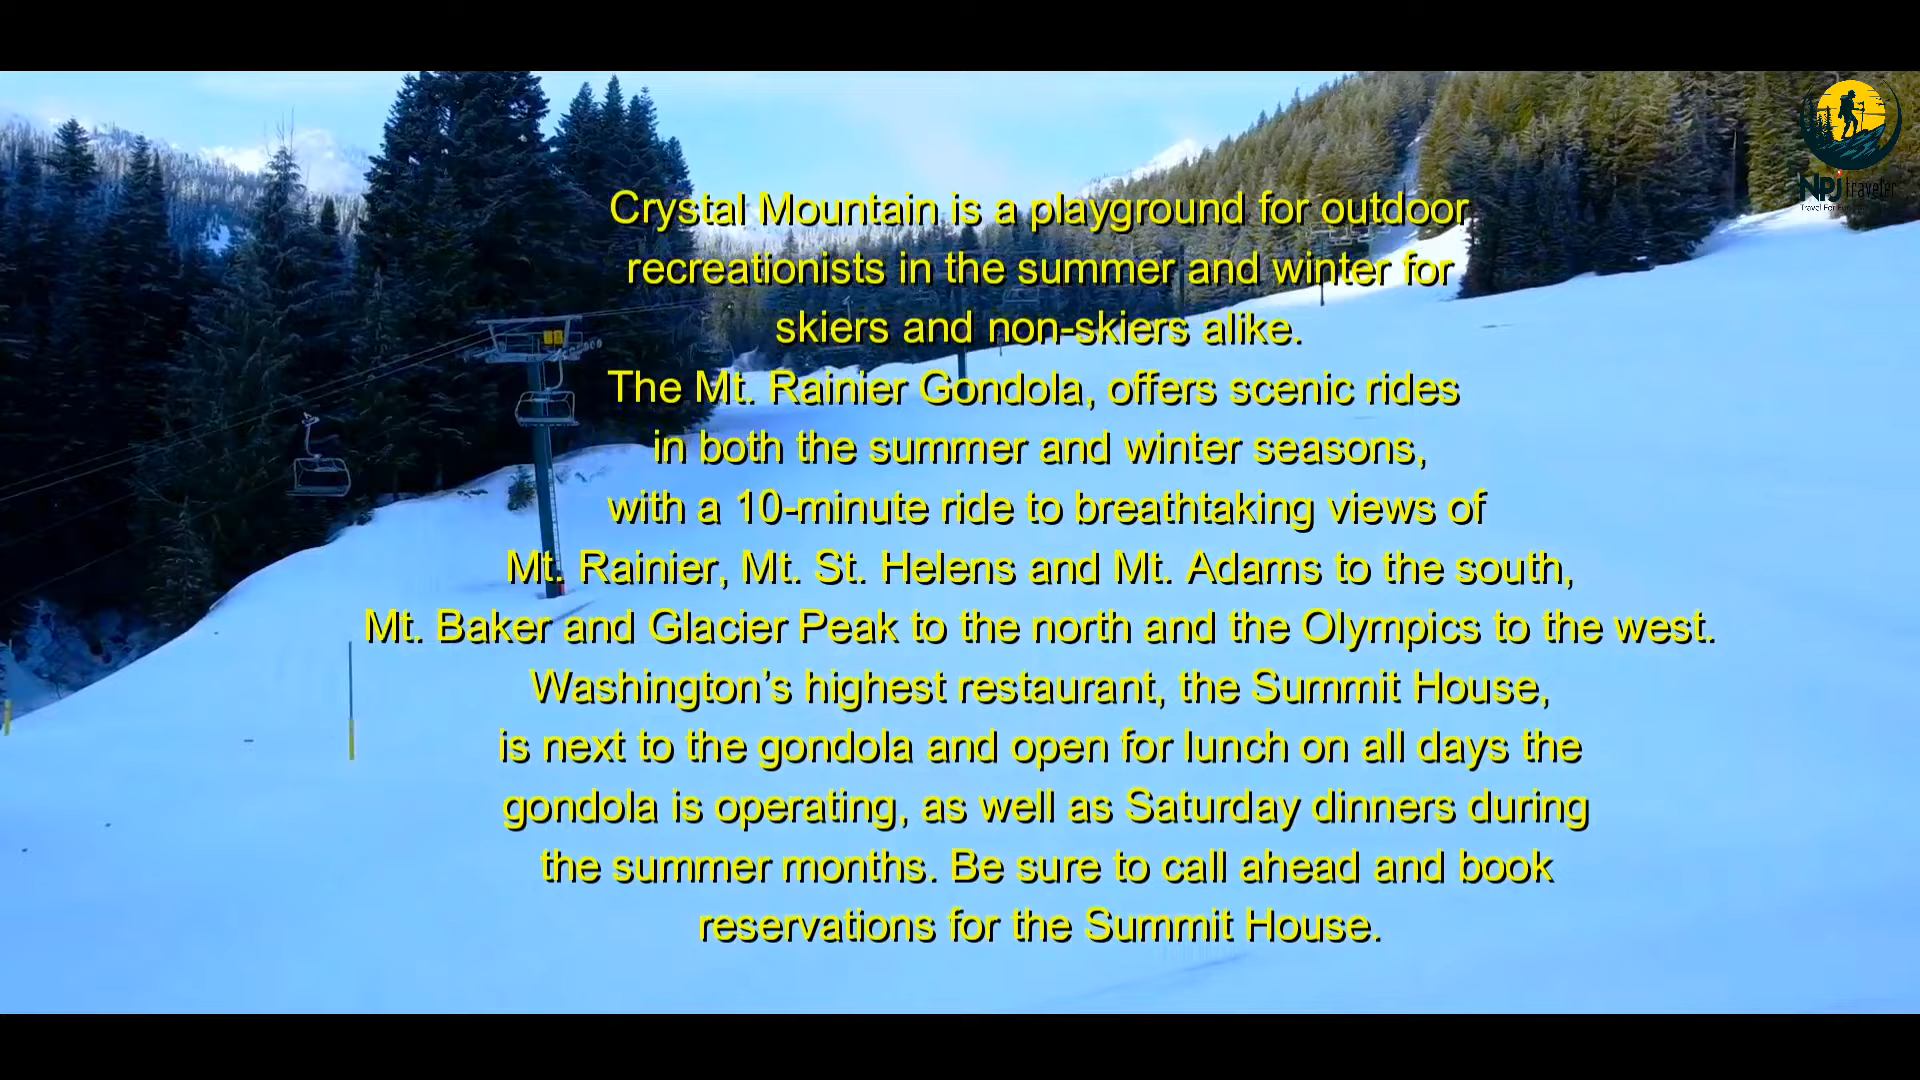 Crystal Mountain is a playground for outdoor
recreationists in the summer and winter for
skiers and non-skiers alike.
The Mt. Rainier Gondola, offers scenic rides
in both the summer and winter seasons,
with a 10-minute ride to breathtaking views of
Mt. Rainier, Mt. St. Helens and Mt. Adams to the south,
Mt. Baker and Glacier Peak to the north and the Olympics to the west.
Washington’s highest restaurant, the Summit House,
is next to the gondola and open for lunch on all days the
gondola is operating, as well as Saturday dinners during
the summer months. Be sure to call ahead and book
reservations for the Summit House.
NPJ traveler
Travel For